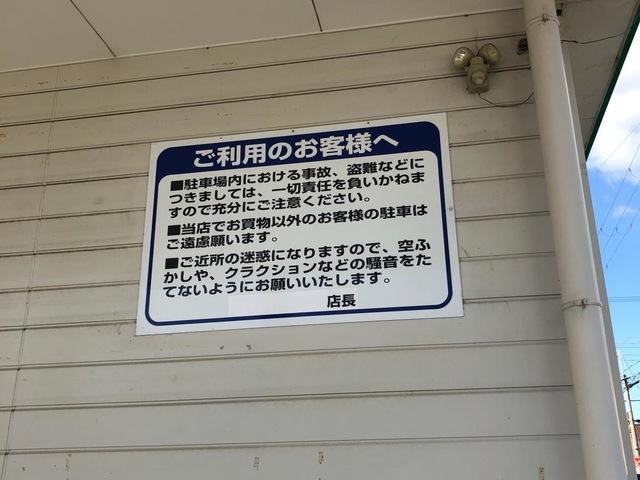 ご利用のお客様へ
■駐車場内における事故、盗難などに
つきましては、一切責任を負いかねま
すので充分にご注意ください。
■当店でお買物以外のお客様の駐車は
ご遠慮願います。
■ご近所の迷惑になりますので、空ふ
かしや、クラクションなどの騒音をた
てないようにお願いいたします。
店長